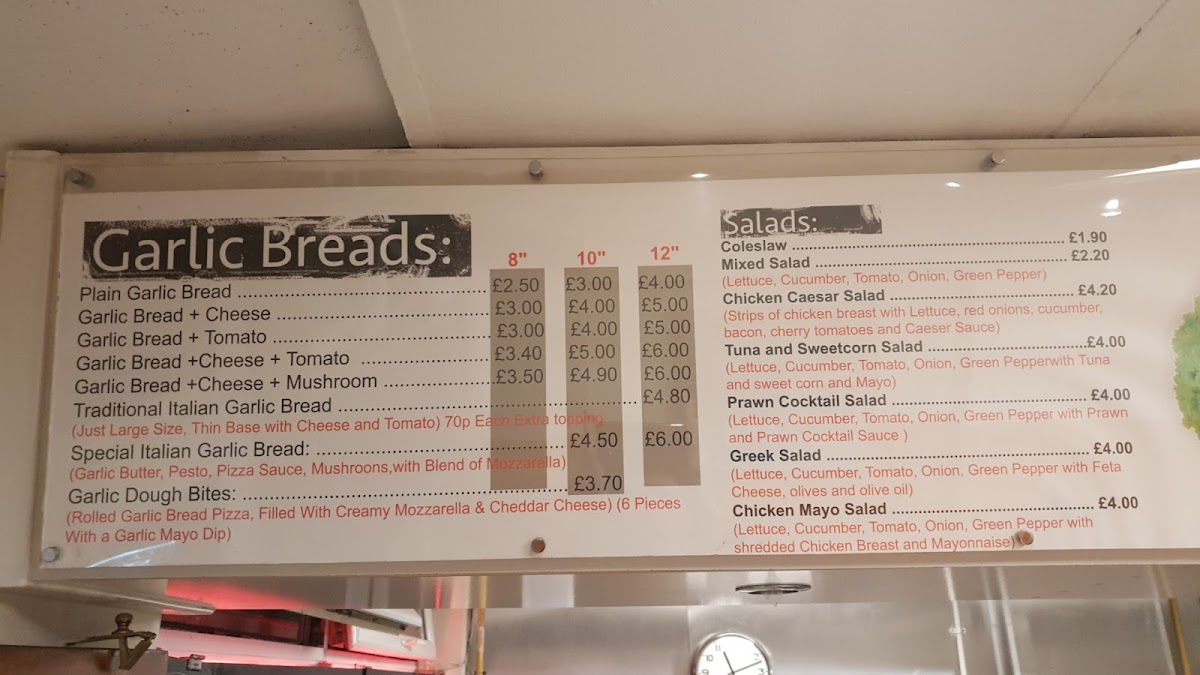 Garlic Breads:
8" 10" 12"
Plain Garlic Bread ........ £2.50 £3.00 £4.00
Garlic Bread + Cheese ........ £3.00 £4.00 £5.00
Garlic Bread + Tomato ........ £3.00 £4.00 £5.00
Garlic Bread +Cheese + Tomato ........ £3.40 £5.00 £6.00
Garlic Bread +Cheese + Mushroom ........ £3.50 £4.90 £6.00
Traditional Italian Garlic Bread ........ £4.80
(Just Large Size, Thin Base with Cheese and Tomato) 70p Each Extra topping
Special Italian Garlic Bread: ........ £4.50 £6.00
(Garlic Butter, Pesto, Pizza Sauce, Mushroons,with Blend of Mozzarella)
Garlic Dough Bites: ........ £3.70
(Rolled Garlic Bread Pizza, Filled With Creamy Mozzarella & Cheddar Cheese) (6 Pieces
With a Garlic Mayo Dip)
Salads:
Coleslaw ........ £1.90
Mixed Salad ........ £2.20
(Lettuce, Cucumber, Tomato, Onion, Green Pepper)
Chicken Caesar Salad ........ £4.20
(Strips of chicken breast with Lettuce, red onions, cucumber,
bacon, cherry tomatoes and Caeser Sauce)
Tuna and Sweetcorn Salad ........ £4.00
(Lettuce, Cucumber, Tomato, Onion, Green Pepperwith Tuna
and sweet corn and Mayo)
Prawn Cocktail Salad ........ £4.00
(Lettuce, Cucumber, Tomato, Onion, Green Pepper with Prawn
and Prawn Cocktail Sauce )
Greek Salad ........ £4.00
(Lettuce, Cucumber, Tomato, Onion, Green Pepper with Feta
Cheese, olives and olive oil)
Chicken Mayo Salad ........ £4.00
(Lettuce, Cucumber, Tomato, Onion, Green Pepper with
shredded Chicken Breast and Mayonnaise)